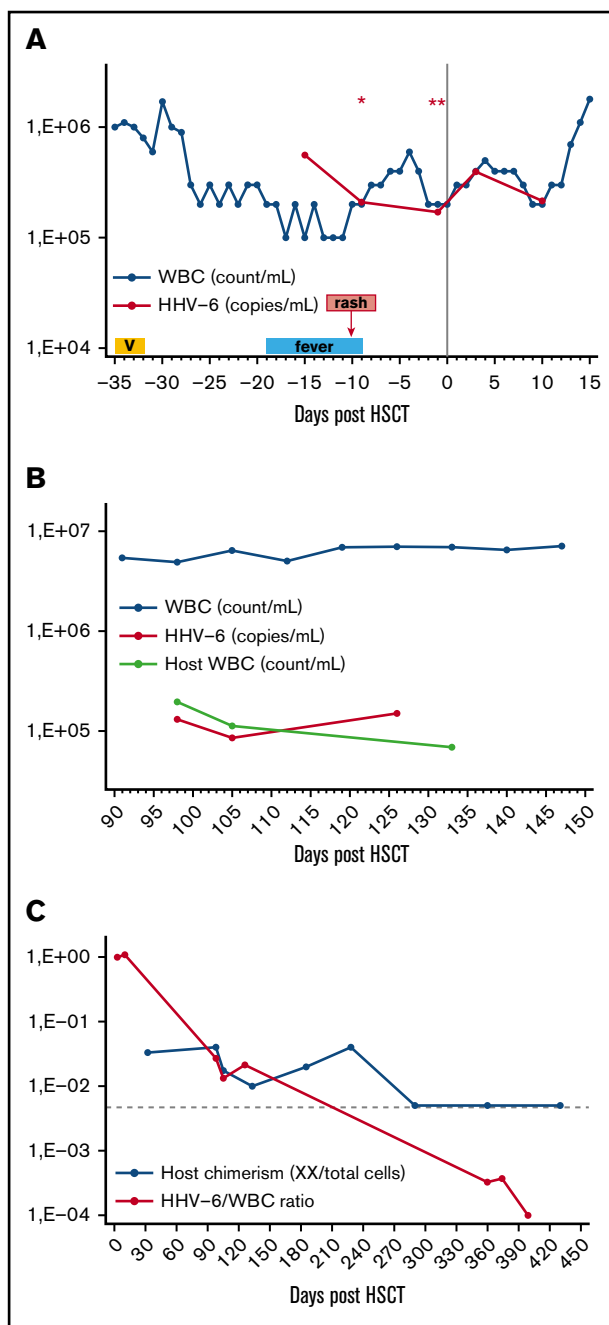 A
* **
1,E+06
1,E+05
1,E+04
WBC (count/mL)
HHV–6 (copies/mL)
rash
V
fever
−35 −30 −25 −20 −15 −10 −5 0 5 10 15
Days post HSCT
B
1,E+07
1,E+06
1,E+05
WBC (count/mL)
HHV–6 (copies/mL)
Host WBC (count/mL)
90 95 100 105 110 115 120 125 130 135 140 145 150
Days post HSCT
C
1,E+00
1,E−01
1,E−02
1,E−03
1,E−04
Host chimerism (XX/total cells)
HHV–6/WBC ratio
0 30 60 90 120 150 180 210 240 270 300 330 360 390 420 450
Days post HSCT